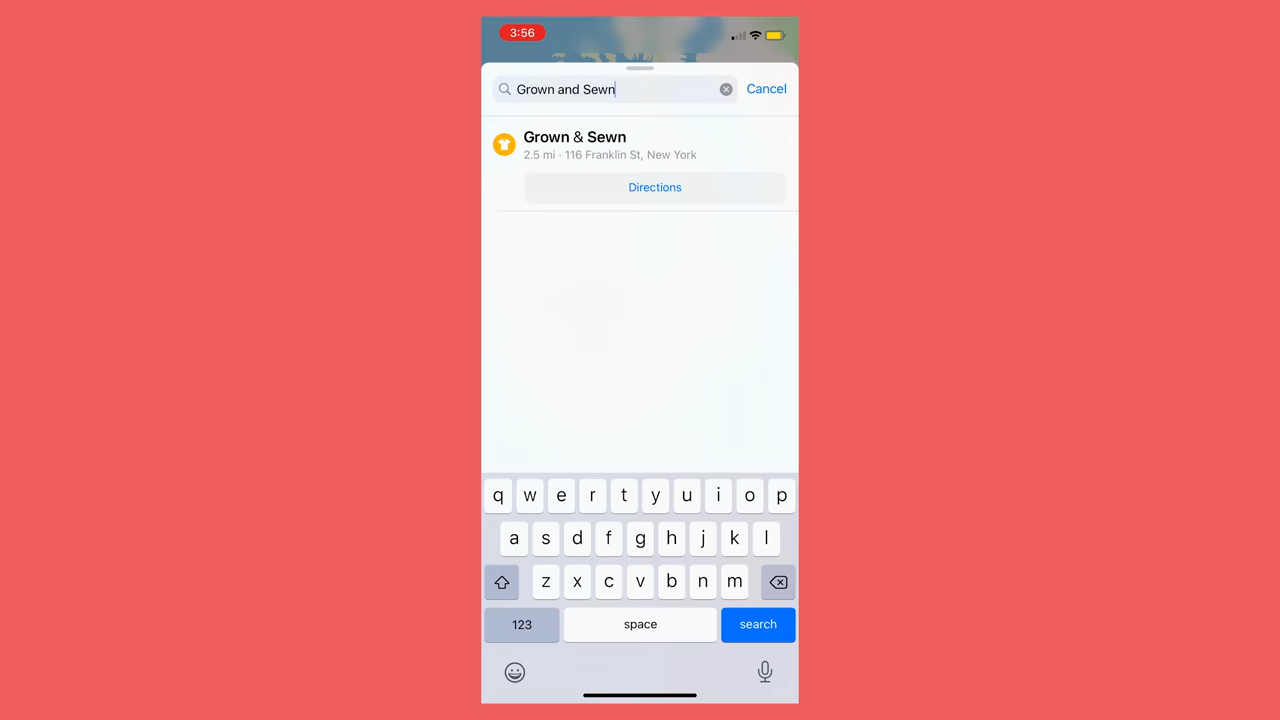 3:56
Grown and Sewn
Cancel
Grown & Sewn
2.5 mi · 116 Franklin St, New York
Directions
q w e r t y u i o p
a s d f g h j k l
z x c v b n m
123 space search